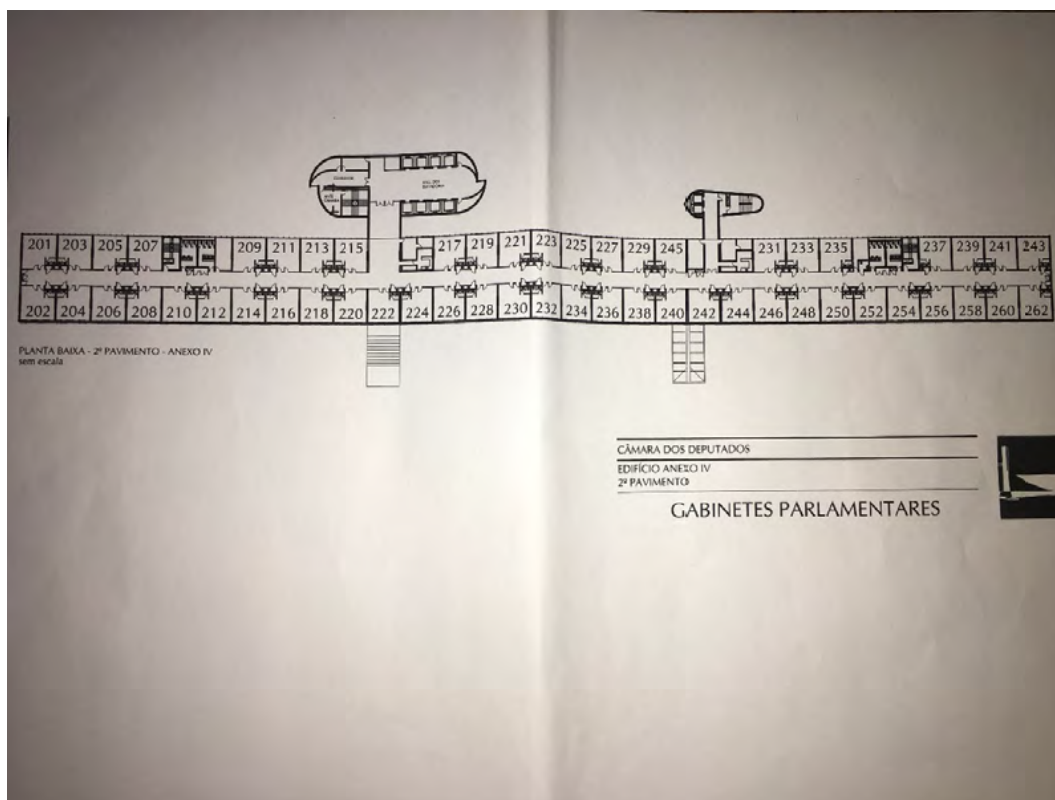 201 203 205 207 209 211 213 215 217 219 221 223 225 227 229 245 231 233 235 237 239 241 243
202 204 206 208 210 212 214 216 218 220 222 224 226 228 230 232 234 236 238 240 242 244 246 248 250 252 254 256 258 260 262
PLANTA BAIXA - 2º PAVIMENTO - ANEXO IV
sem escala
CÂMARA DOS DEPUTADOS
EDIFÍCIO ANEXO IV
2º PAVIMENTO
GABINETES PARLAMENTARES